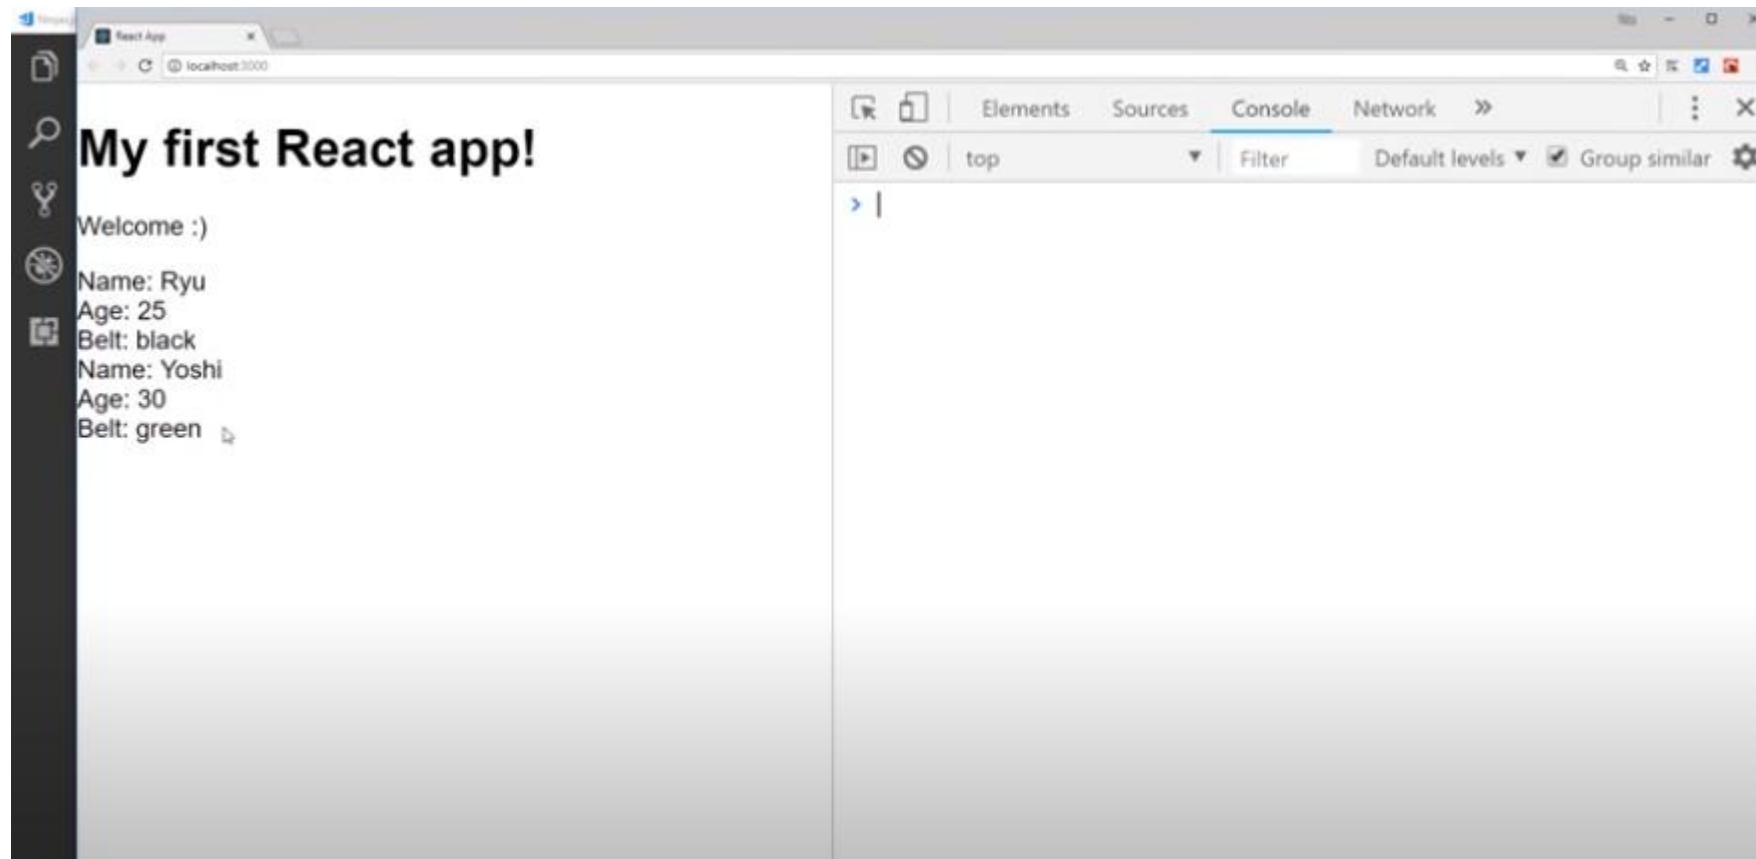 React App
localhost:3000
My first React app!
Welcome :)
Name: Ryu
Age: 25
Belt: black
Name: Yoshi
Age: 30
Belt: green
Elements Sources Console Network
top Filter Default levels Group similar